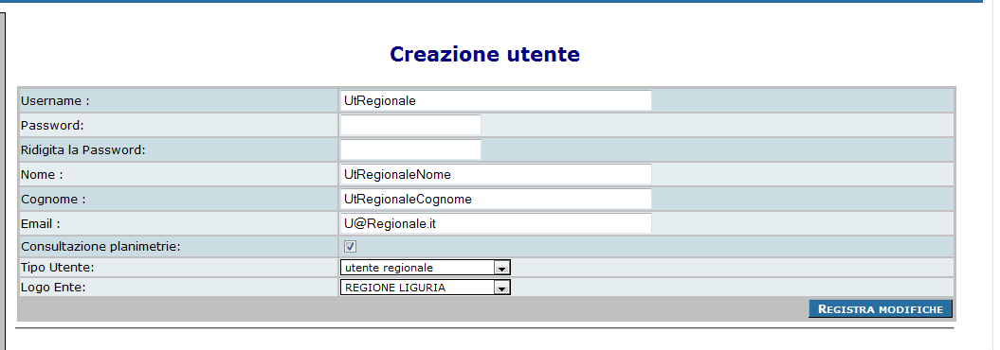 Creazione utente
Username : UtRegionale
Password:
Ridigita la Password:
Nome : UtRegionaleNome
Cognome : UtRegionaleCognome
Email : U@Regionale.it
Consultazione planimetrie:
Tipo Utente: utente regionale
Logo Ente: REGIONE LIGURIA
REGISTRA MODIFICHE